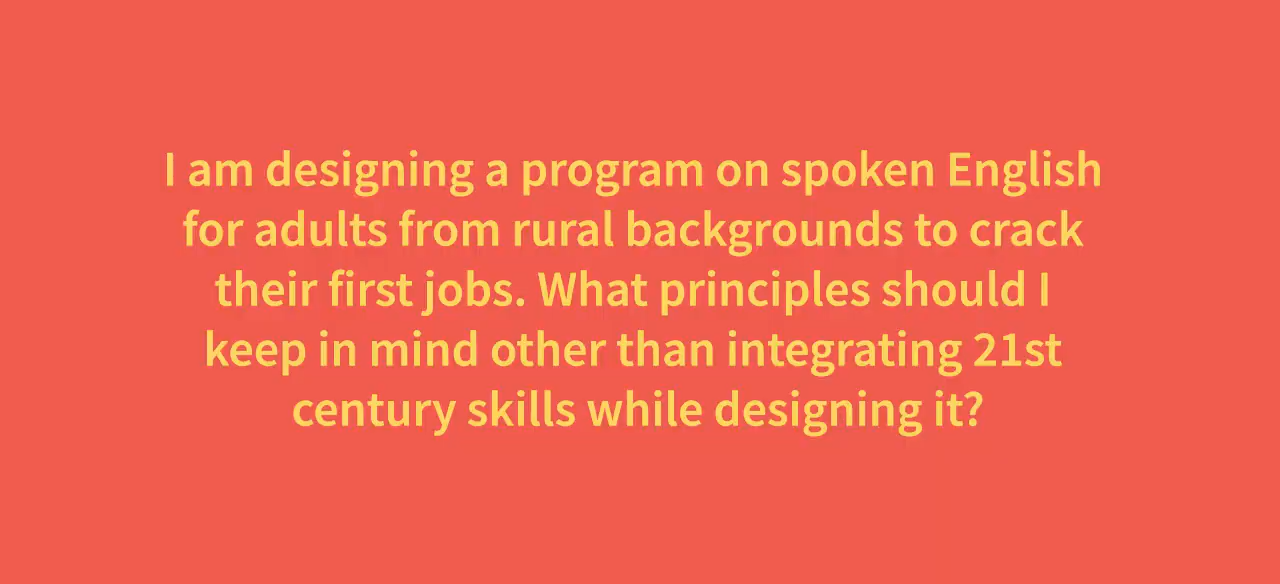 I am designing a program on spoken English
for adults from rural backgrounds to crack
their first jobs. What principles should I
keep in mind other than integrating 21st
century skills while designing it?